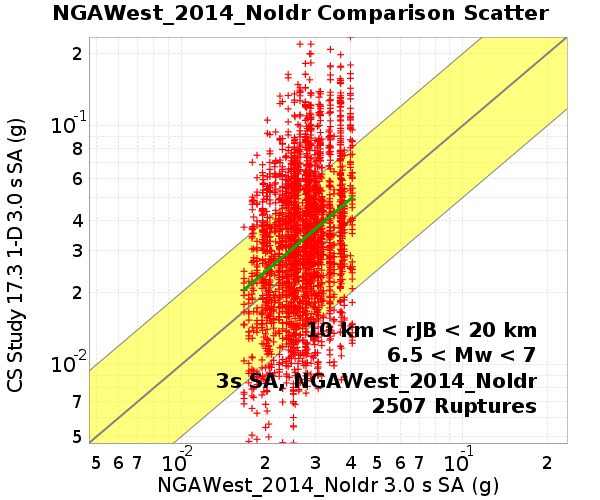 NGAWest_2014_NoIdr Comparison Scatter
2
10-1
8
6
4
3
2
10-2
7
5
CS Study 17.3 1-D 3.0 s SA (g)
10 km < rJB < 20 km
6.5 < Mw < 7
3s SA, NGAWest_2014_NoIdr
2507 Ruptures
5 6 7 10-2 2 3 4 5 6 7 10-1 2
NGAWest_2014_NoIdr 3.0 s SA (g)